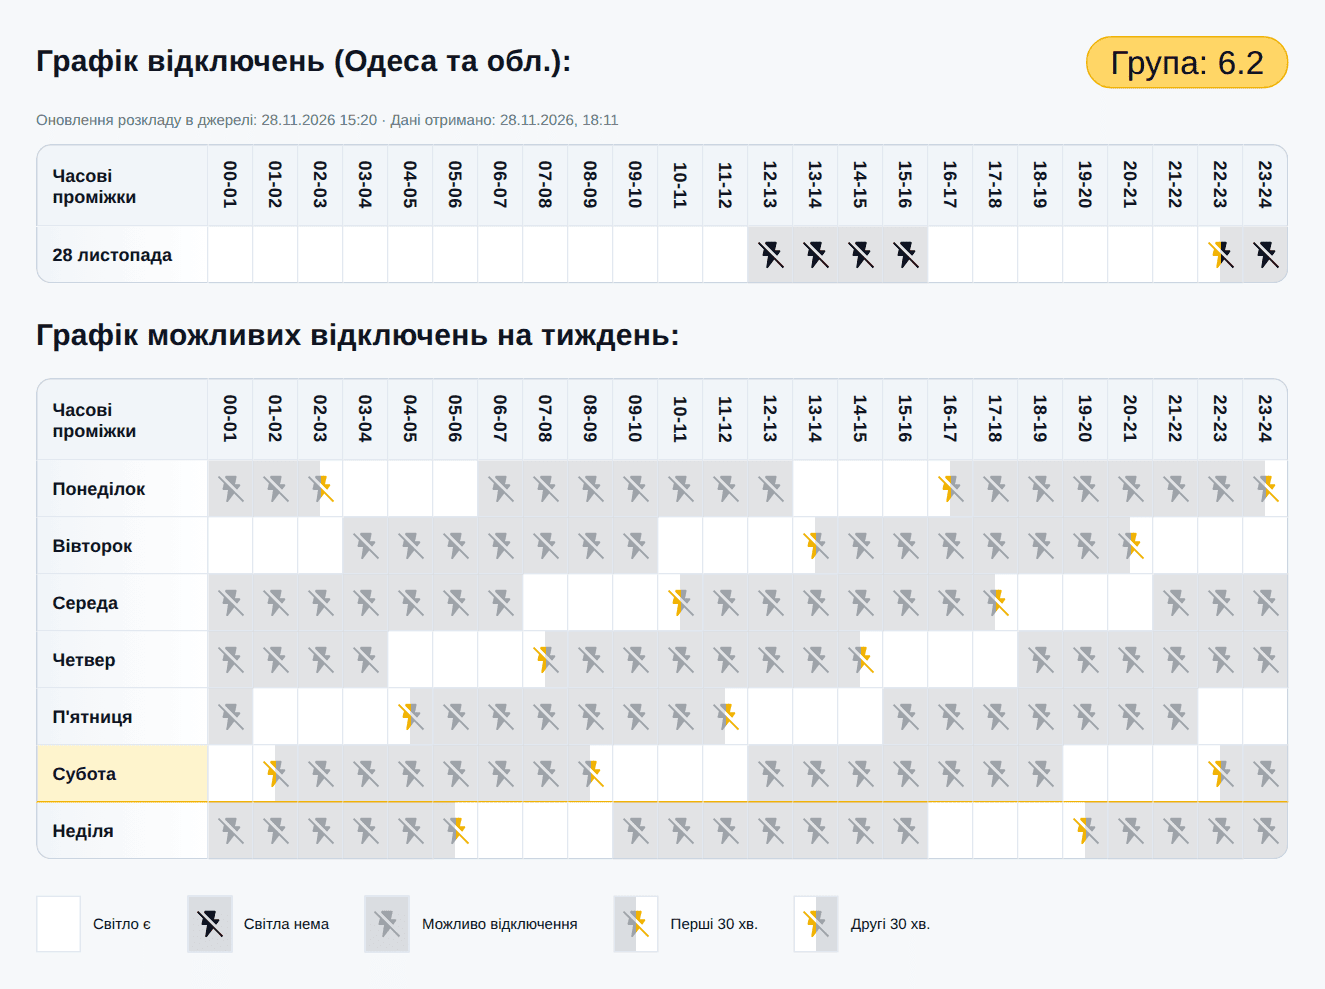 Графік відключень (Одеса та обл.):
Група: 6.2
Оновлення розкладу в джерелі: 28.11.2026 15:20 · Дані отримано: 28.11.2026, 18:11
Часові проміжки 00-01 01-02 02-03 03-04 04-05 05-06 06-07 07-08 08-09 09-10 10-11 11-12 12-13 13-14 14-15 15-16 16-17 17-18 18-19 19-20 20-21 21-22 22-23 23-24
28 листопада
Графік можливих відключень на тиждень:
Часові проміжки 00-01 01-02 02-03 03-04 04-05 05-06 06-07 07-08 08-09 09-10 10-11 11-12 12-13 13-14 14-15 15-16 16-17 17-18 18-19 19-20 20-21 21-22 22-23 23-24
Понеділок
Вівторок
Середа
Четвер
П'ятниця
Субота
Неділя
Світло є
Світла нема
Можливо відключення
Перші 30 хв.
Другі 30 хв.